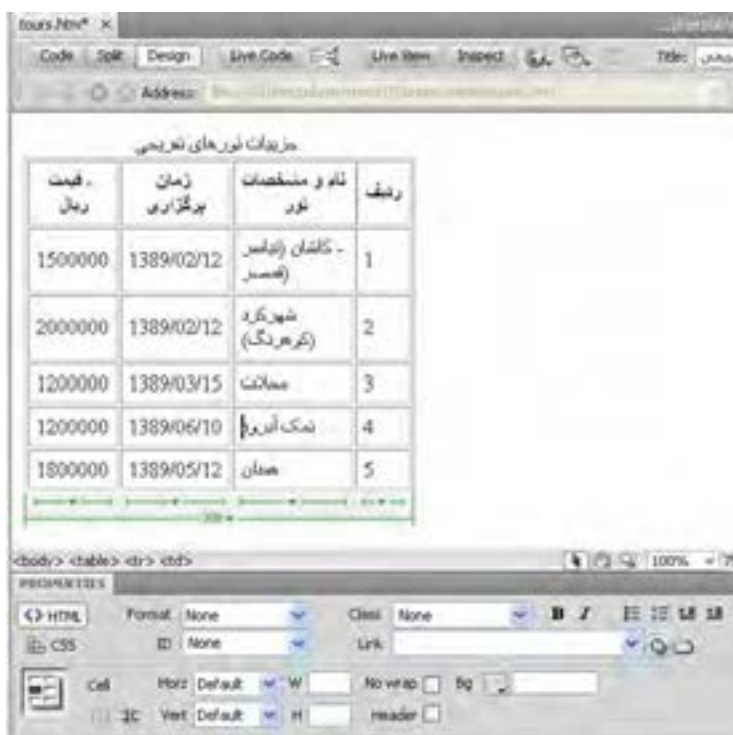 tours.htm* ×
Code Split Design Live Code Live View Inspect Title:
Address:
جزییات تورهای تفریحی
ردیف نام و مشخصات تور زمان برگزاری قیمت ریال
1 کاشان (نیاسر قمصر) 1389/02/12 1500000
2 شهرکرد (کوهرنگ) 1389/02/12 2000000
3 محلات 1389/03/15 1200000
4 نمک آبرود 1389/06/10 1200000
5 همدان 1389/05/12 1800000
<body> <table> <tr> <td> 100%
PROPERTIES
<> HTML Format None Class None B I
CSS ID None Link
Cell Horz Default W No wrap Bg
Vert Default H Header